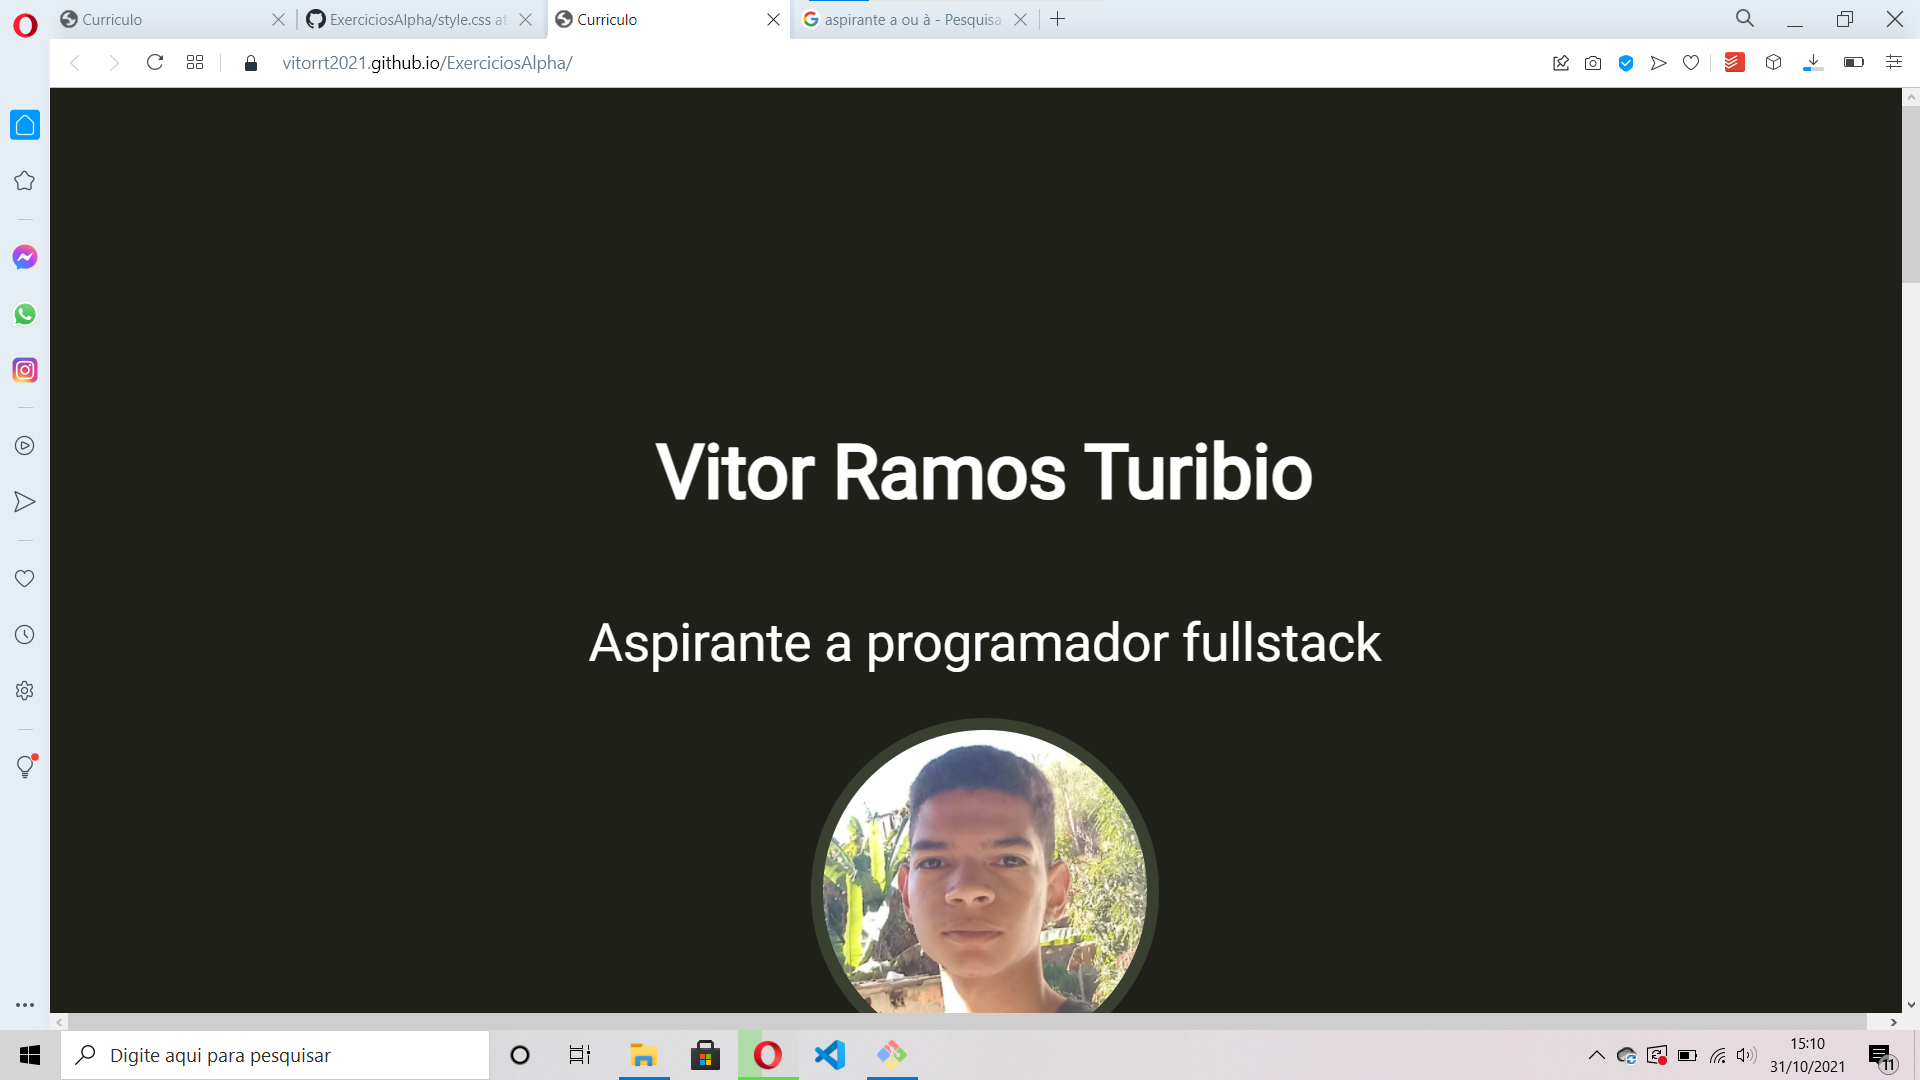 Curriculo
ExerciciosAlpha/style.css at
Curriculo
aspirante a ou à - Pesquisa
vitorrt2021.github.io/ExerciciosAlpha/
Vitor Ramos Turibio
Aspirante a programador fullstack
Digite aqui para pesquisar
15:10
31/10/2021
11